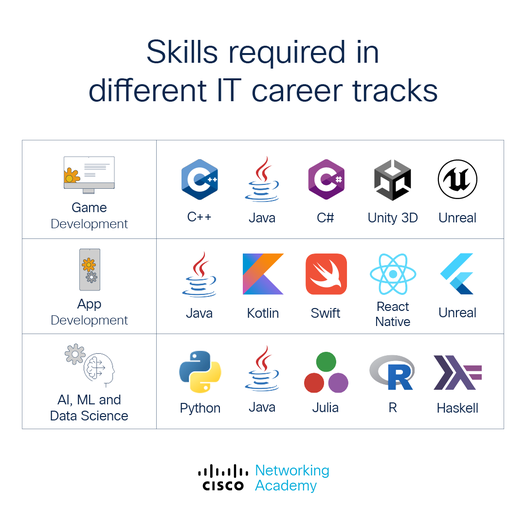 Skills required in
different IT career tracks
Game
Development
C++
Java
C#
Unity 3D
Unreal
App
Development
Java
Kotlin
Swift
React
Native
Unreal
AI, ML and
Data Science
Python
Java
Julia
R
Haskell
CISCO
Networking
Academy